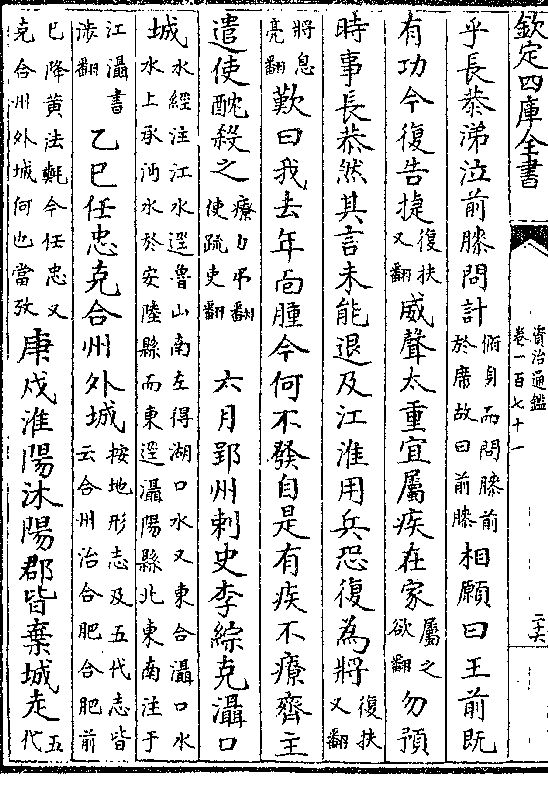 欽定四庫全書
資治通鑑
卷一百七十一
乎長恭涕泣前膝問計俯身而問膝前於席故曰前膝相願曰王前既
有功今復告捷復扶又翻威聲太重宜屬疾在家屬之欲翻勿預
時事長恭然其言未能退及江淮用兵恐復為將復扶又翻
將息亮翻歎曰我去年面腫今何不發自是有疾不療齊主
遣使酖殺之療力弔翻使疏吏翻六月郢州刺史李綜克灄口
城水經注江水逕魯山南左得湖口水又東合灄口水水上承沔水於安陸縣而東逕灄陽縣北東南注于
江灄書涉翻乙巳任忠克合州外城按地形志及五代志皆云合州治合肥合肥前
已降黄法𣰰今任忠又克合州外城何也當攷庚戍淮陽沭陽郡皆棄城走五代